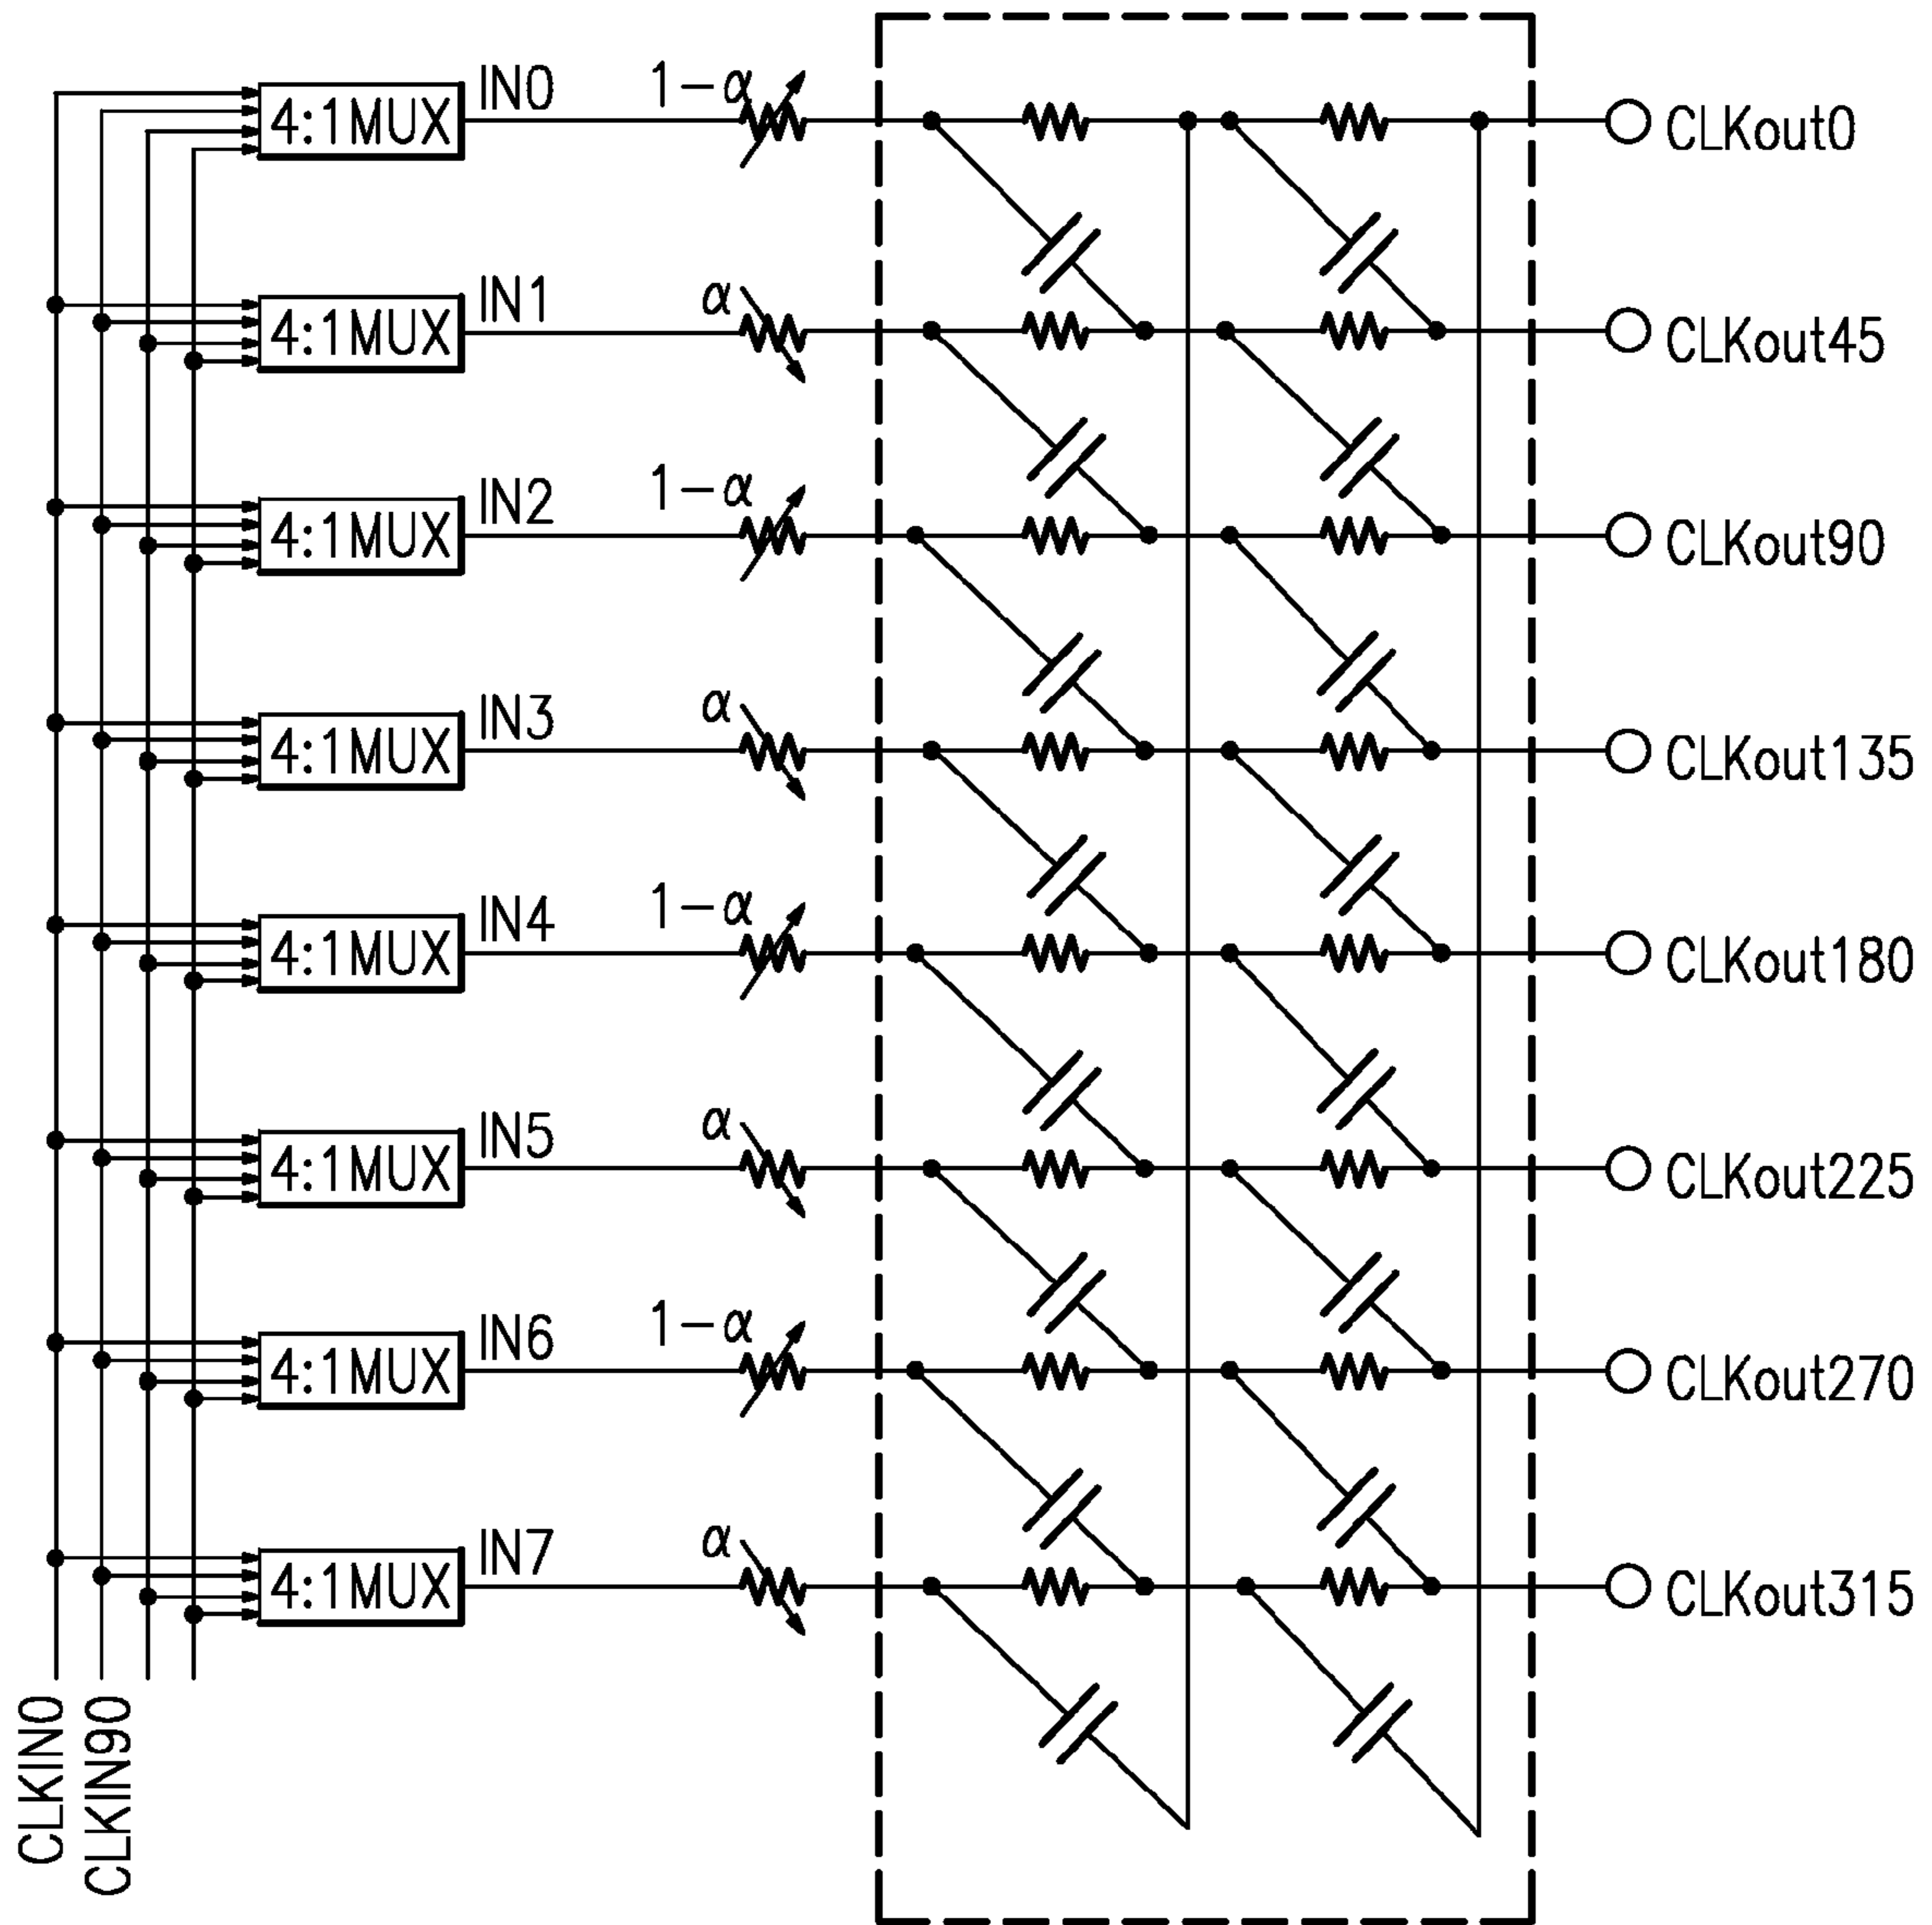 4:1MUX IN0 1-α CLKout0
4:1MUX IN1 α CLKout45
4:1MUX IN2 1-α CLKout90
4:1MUX IN3 α CLKout135
4:1MUX IN4 1-α CLKout180
4:1MUX IN5 α CLKout225
4:1MUX IN6 1-α CLKout270
4:1MUX IN7 α CLKout315
CLKIN0
CLKIN90